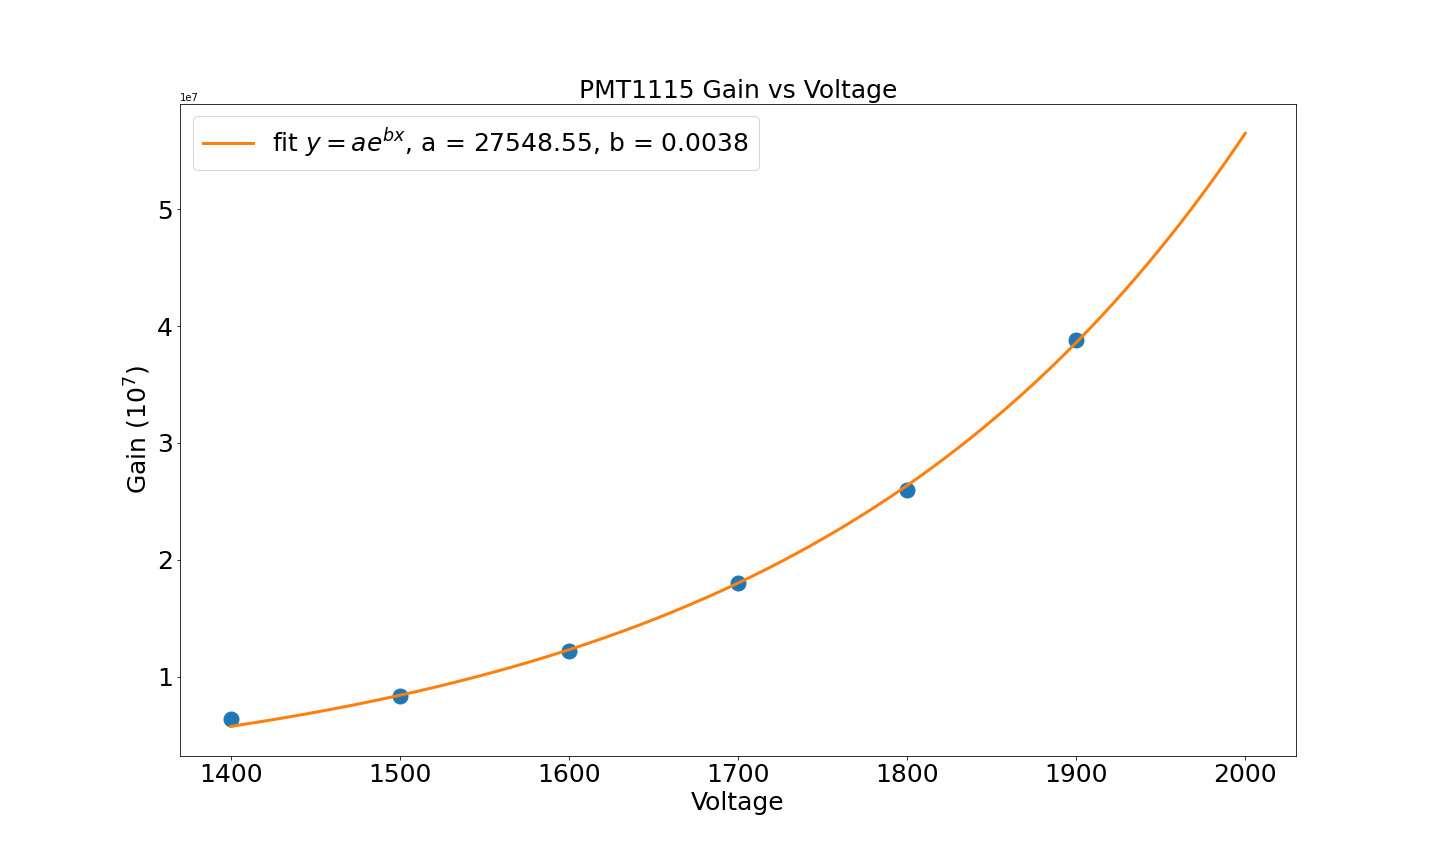 PMT1115 Gain vs Voltage
1e7
fit $y = ae^{bx}$, a = 27548.55, b = 0.0038
5
4
3
2
1
Gain ($10^7$)
1400 1500 1600 1700 1800 1900 2000
Voltage